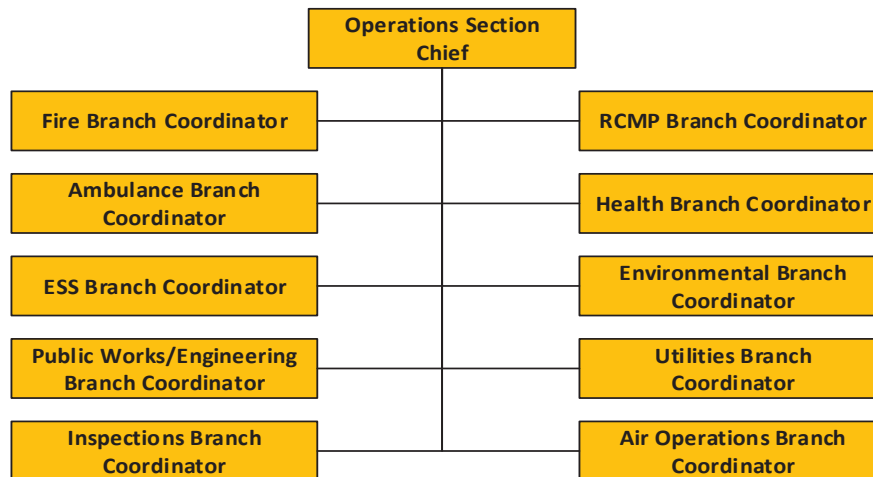 Operations Section
Chief
Fire Branch Coordinator
RCMP Branch Coordinator
Ambulance Branch
Coordinator
Health Branch Coordinator
ESS Branch Coordinator
Environmental Branch
Coordinator
Public Works/Engineering
Branch Coordinator
Utilities Branch
Coordinator
Inspections Branch
Coordinator
Air Operations Branch
Coordinator